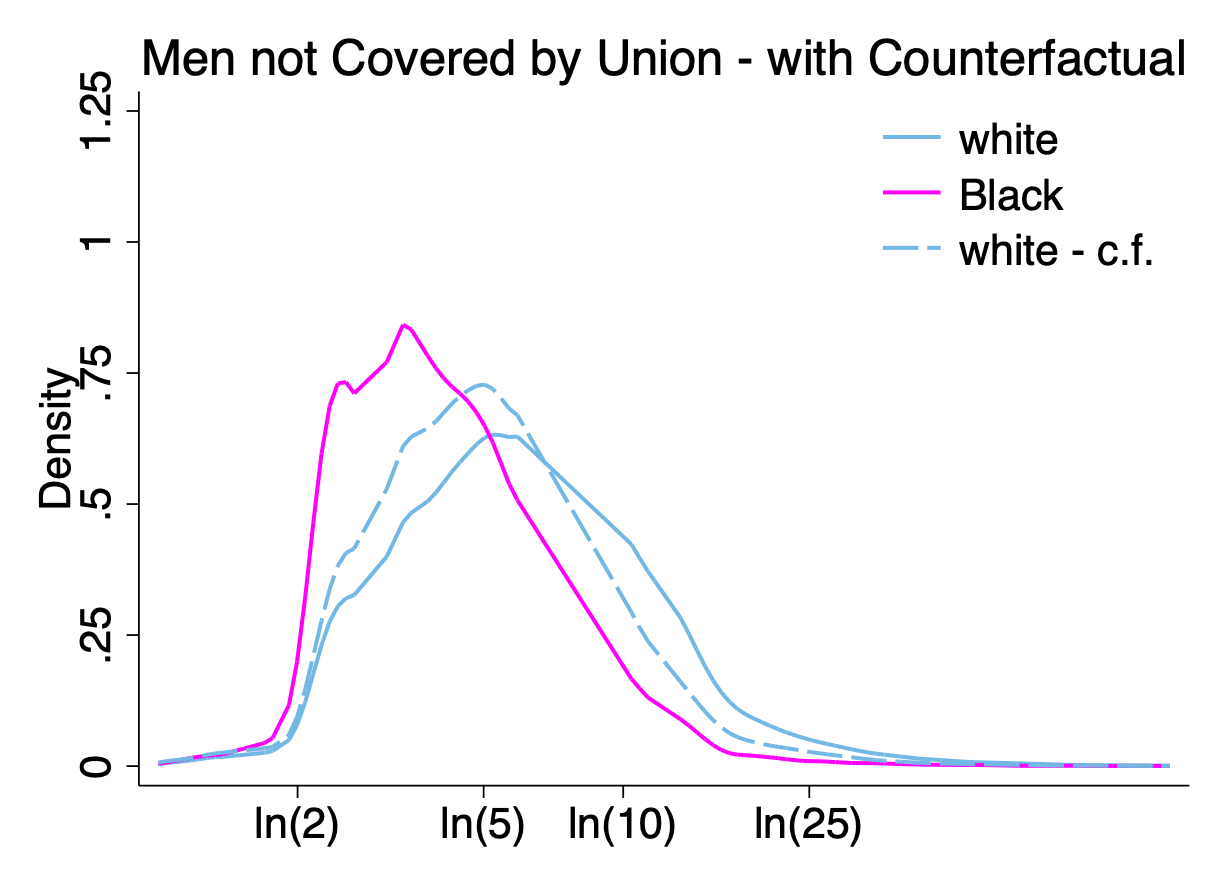 Men not Covered by Union - with Counterfactual
white
Black
white - c.f.
Density
1.25
1
.75
.5
.25
0
ln(2)
ln(5)
ln(10)
ln(25)